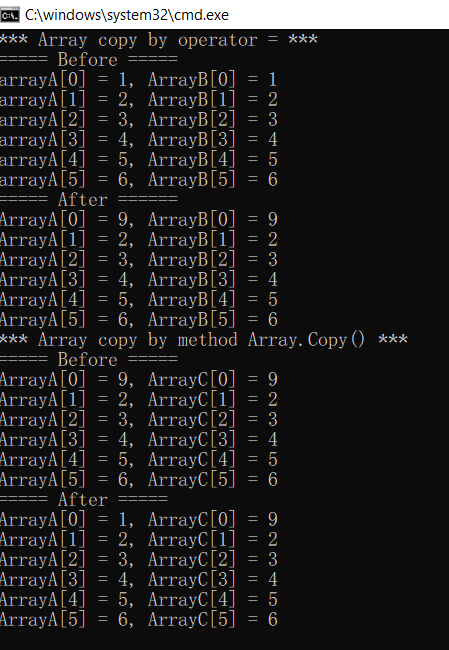 C:\windows\system32\cmd.exe
*** Array copy by operator = ***
===== Before =====
arrayA[0] = 1, ArrayB[0] = 1
arrayA[1] = 2, ArrayB[1] = 2
arrayA[2] = 3, ArrayB[2] = 3
arrayA[3] = 4, ArrayB[3] = 4
arrayA[4] = 5, ArrayB[4] = 5
arrayA[5] = 6, ArrayB[5] = 6
===== After ======
ArrayA[0] = 9, ArrayB[0] = 9
ArrayA[1] = 2, ArrayB[1] = 2
ArrayA[2] = 3, ArrayB[2] = 3
ArrayA[3] = 4, ArrayB[3] = 4
ArrayA[4] = 5, ArrayB[4] = 5
ArrayA[5] = 6, ArrayB[5] = 6
*** Array copy by method Array.Copy() ***
===== Before =====
ArrayA[0] = 9, ArrayC[0] = 9
ArrayA[1] = 2, ArrayC[1] = 2
ArrayA[2] = 3, ArrayC[2] = 3
ArrayA[3] = 4, ArrayC[3] = 4
ArrayA[4] = 5, ArrayC[4] = 5
ArrayA[5] = 6, ArrayC[5] = 6
===== After =====
ArrayA[0] = 1, ArrayC[0] = 9
ArrayA[1] = 2, ArrayC[1] = 2
ArrayA[2] = 3, ArrayC[2] = 3
ArrayA[3] = 4, ArrayC[3] = 4
ArrayA[4] = 5, ArrayC[4] = 5
ArrayA[5] = 6, ArrayC[5] = 6